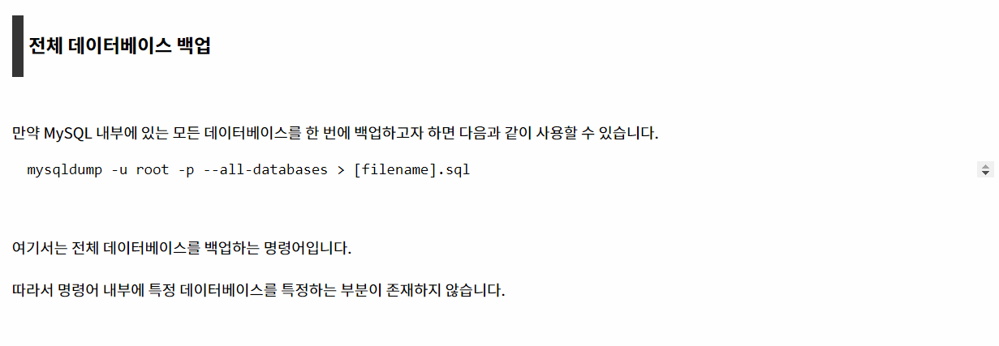 전체 데이터베이스 백업
만약 MySQL 내부에 있는 모든 데이터베이스를 한 번에 백업하고자 하면 다음과 같이 사용할 수 있습니다.
mysqldump -u root -p --all-databases > [filename].sql
여기서는 전체 데이터베이스를 백업하는 명령어입니다.
따라서 명령어 내부에 특정 데이터베이스를 특정하는 부분이 존재하지 않습니다.